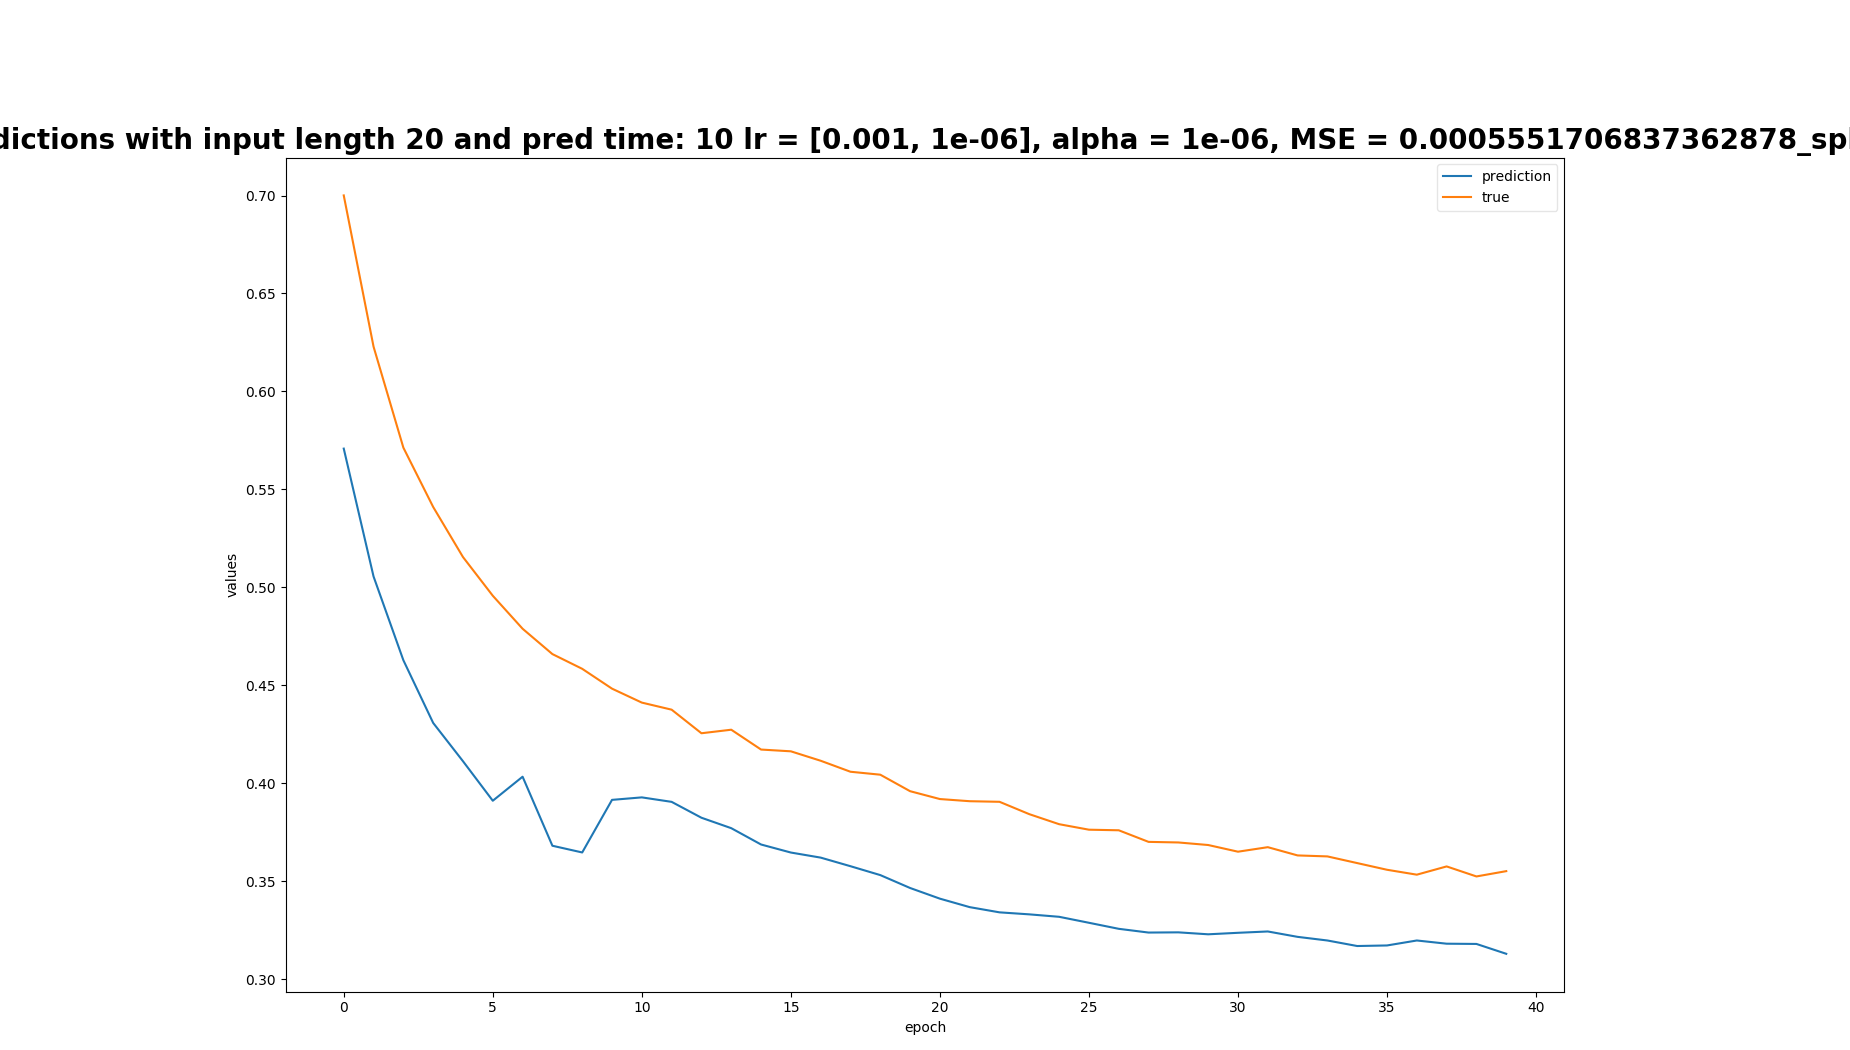 dictions with input length 20 and pred time: 10 lr = [0.001, 1e-06], alpha = 1e-06, MSE = 0.0005551706837362878_spl
prediction
true
0.70
0.65
0.60
0.55
0.50
0.45
0.40
0.35
0.30
values
0 5 10 15 20 25 30 35 40
epoch